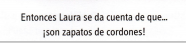 Entonces Laura se da cuenta de que...
¡son zapatos de cordones!